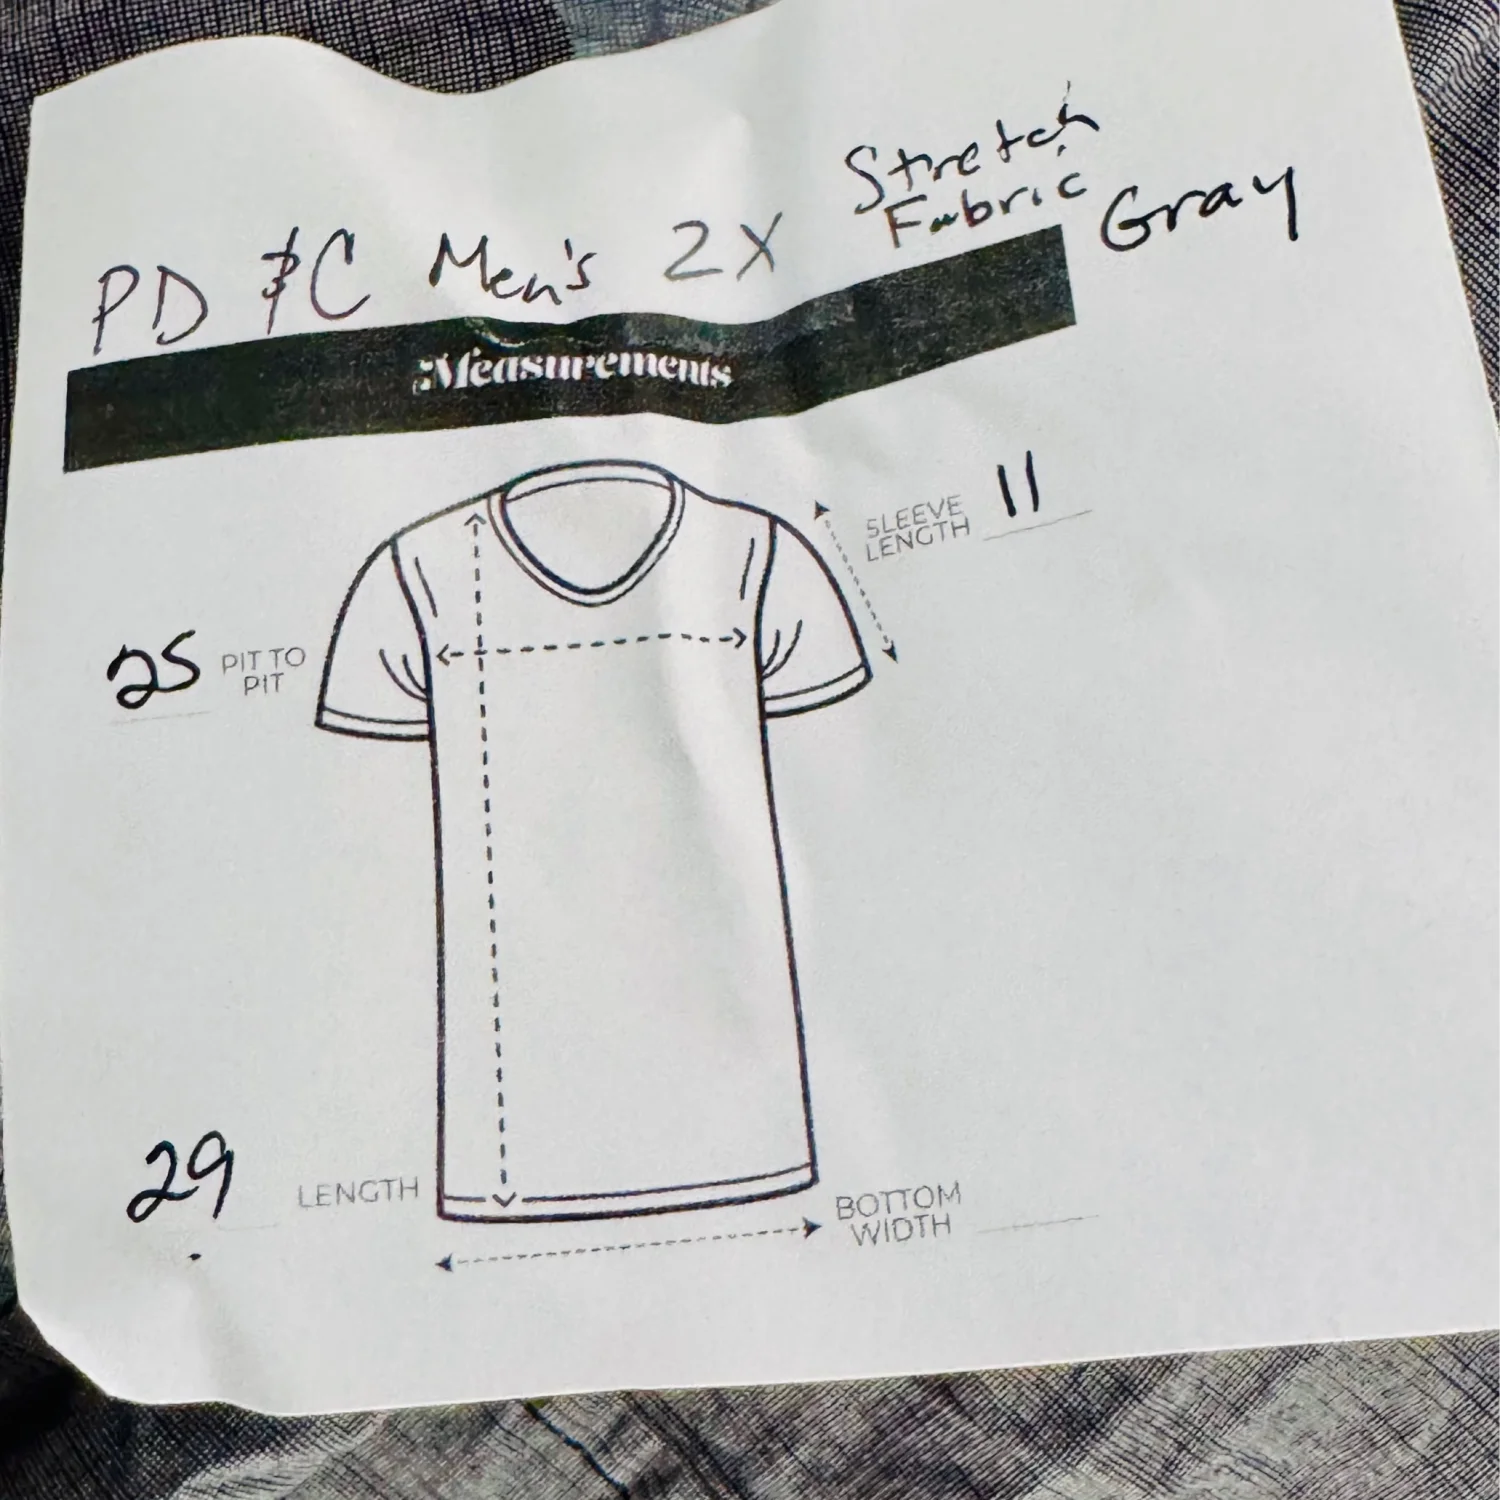 Stretch
Fabric
Gray
PD & C Men's 2X
Measurements
SLEEVE
LENGTH
11
25
PIT TO
PIT
29
LENGTH
BOTTOM
WIDTH